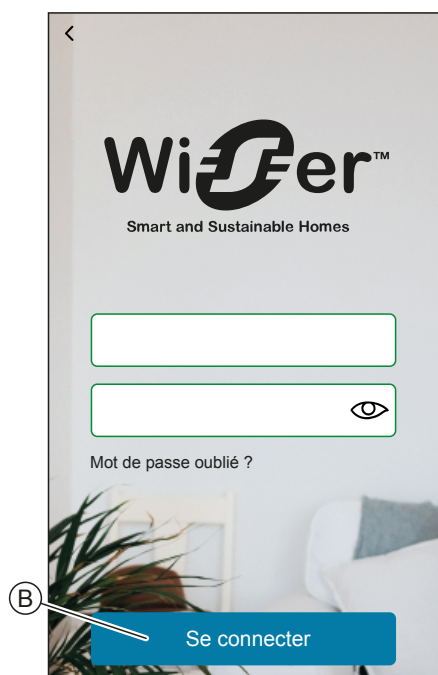 <
Wiser™
Smart and Sustainable Homes
Mot de passe oublié ?
B
Se connecter